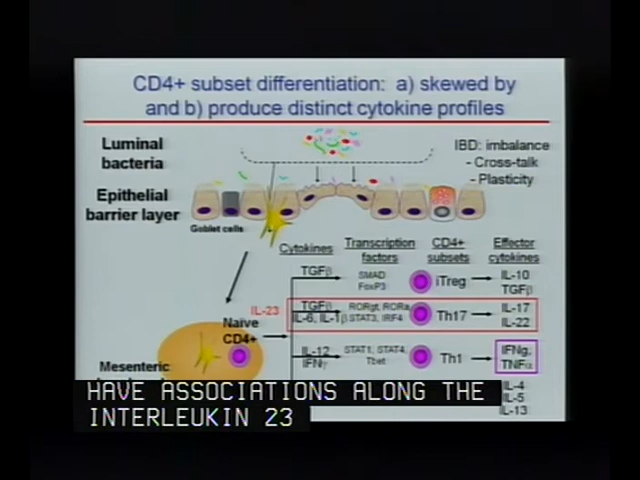 CD4+ subset differentiation: a) skewed by
and b) produce distinct cytokine profiles
Luminal
bacteria
IBD: imbalance
- Cross-talk
- Plasticity
Epithelial
barrier layer
Goblet cells
Cytokines
Transcription
factors
CD4+
subsets
Effector
cytokines
TGFβ
SMAD
FoxP3
iTreg
IL-10
TGFβ
IL-23
TGFβ
IL-6, IL-1β
RORgt, RORa
STAT3, IRF4
Th17
IL-17
IL-22
Naïve
CD4+
IL-12
IFNγ
STAT1, STAT4,
Tbet
Th1
IFNg,
TNFα
Mesenteric
IL-4
IL-5
IL-13
HAVE ASSOCIATIONS ALONG THE
INTERLEUKIN 23